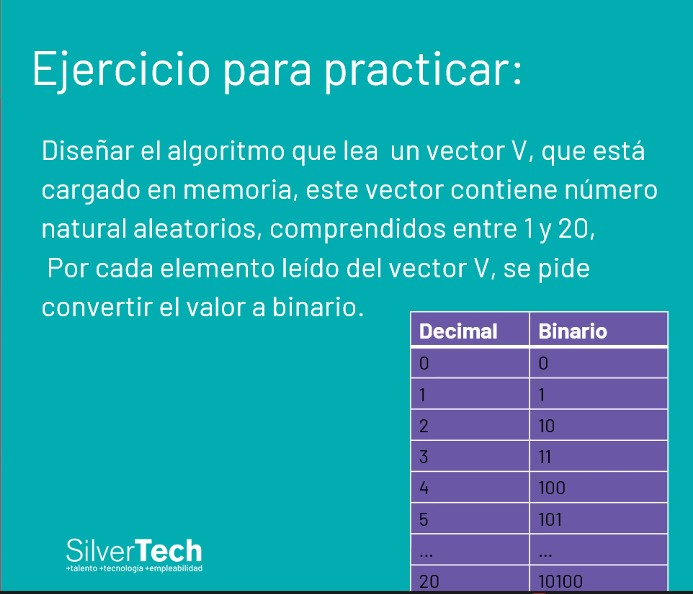 Ejercicio para practicar:
Diseñar el algoritmo que lea un vector V, que está
cargado en memoria, este vector contiene número
natural aleatorios, comprendidos entre 1 y 20,
Por cada elemento leído del vector V, se pide
convertir el valor a binario.
Decimal Binario
0 0
1 1
2 10
3 11
4 100
5 101
... ...
20 10100
SilverTech
+talento +tecnología +empleabilidad